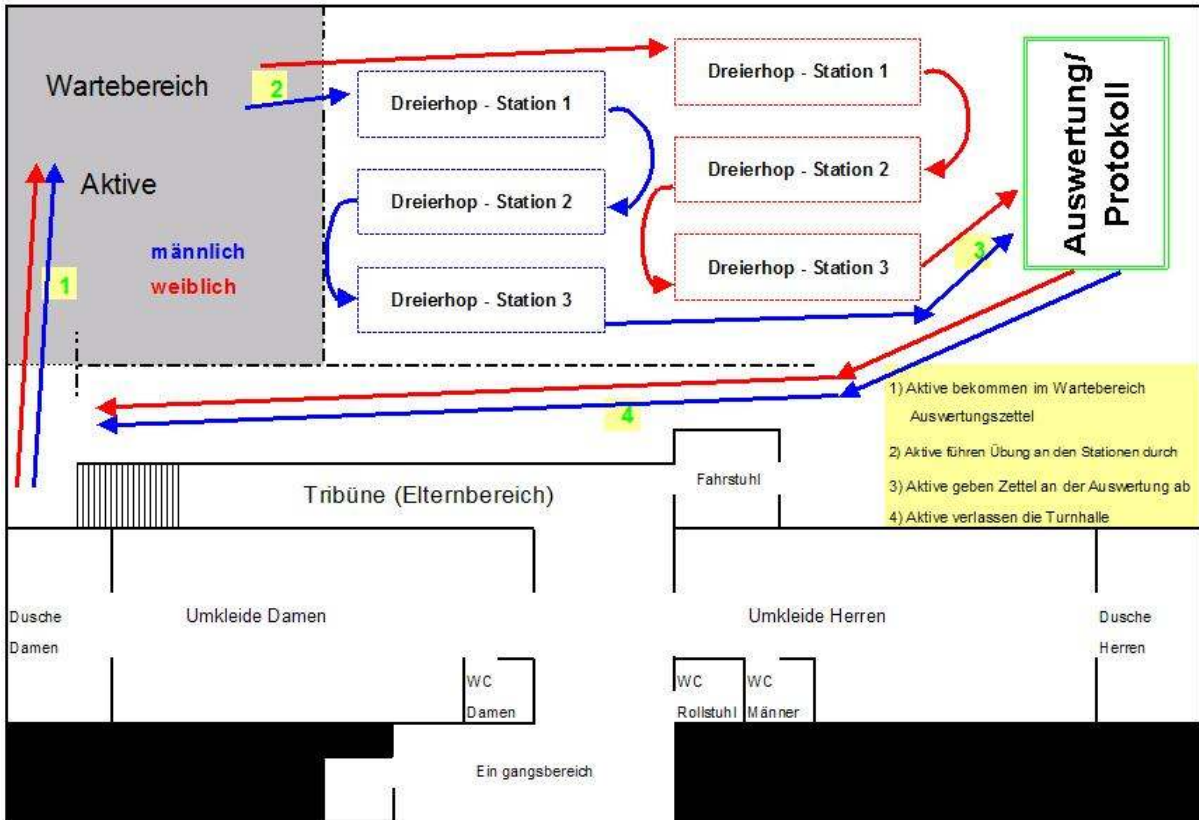 Wartebereich
Aktive
männlich
weiblich
1
2
Dreierhop - Station 1
Dreierhop - Station 2
Dreierhop - Station 3
Dreierhop - Station 1
Dreierhop - Station 2
Dreierhop - Station 3
3
Auswertung/
Protokoll
4
1) Aktive bekommen im Wartebereich
Auswertungszettel
2) Aktive führen Übung an den Stationen durch
3) Aktive geben Zettel an der Auswertung ab
4) Aktive verlassen die Turnhalle
Tribüne (Elternbereich)
Fahrstuhl
Dusche
Damen
Umkleide Damen
WC
Damen
Umkleide Herren
WC
Rollstuhl
WC
Männer
Dusche
Herren
Ein gangsbereich